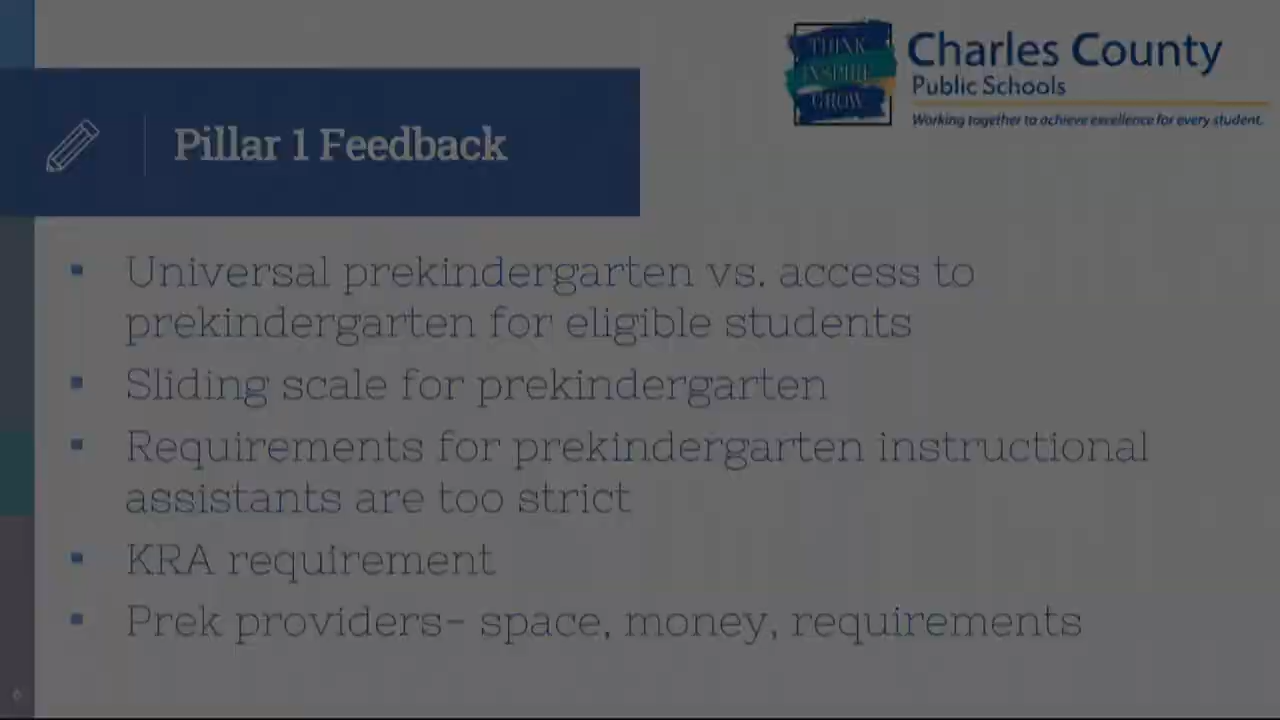 THINK
INSPIRE
GROW
Charles County
Public Schools
Working together to achieve excellence for every student.
Pillar 1 Feedback
▪ Universal prekindergarten vs. access to
prekindergarten for eligible students
▪ Sliding scale for prekindergarten
▪ Requirements for prekindergarten instructional
assistants are too strict
▪ KRA requirement
▪ Prek providers- space, money, requirements
6